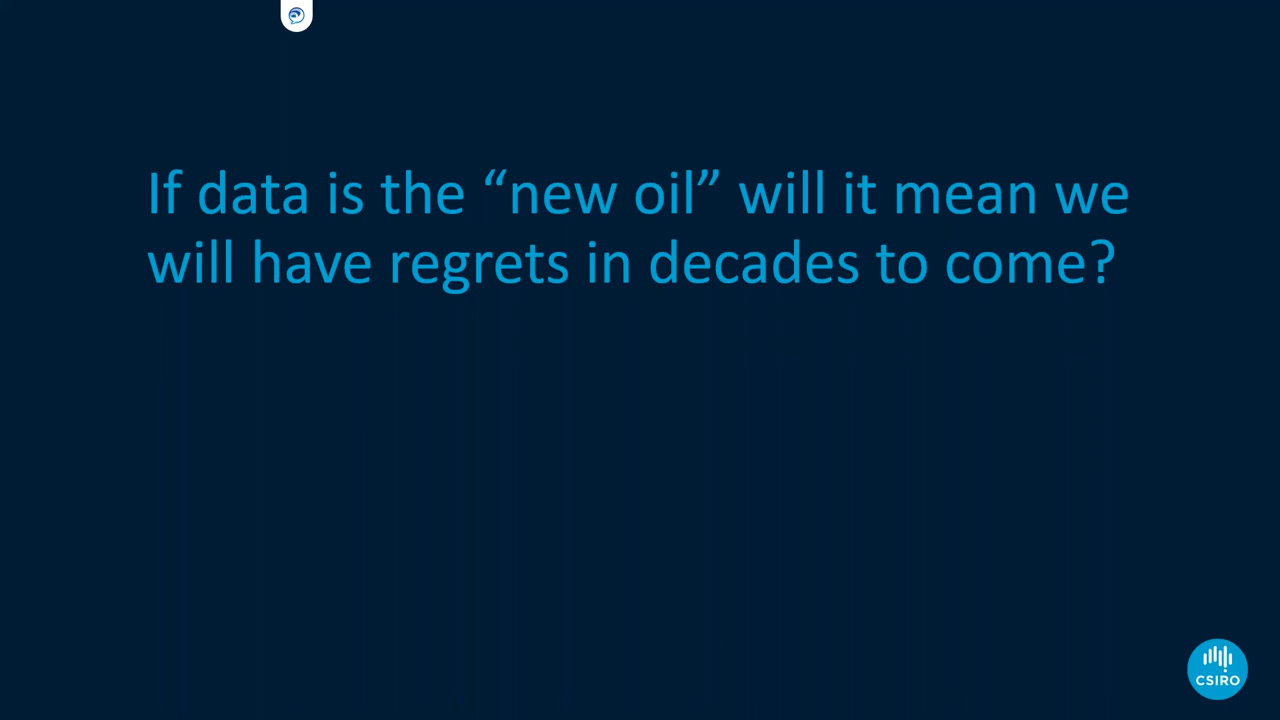 If data is the “new oil” will it mean we
will have regrets in decades to come?
CSIRO